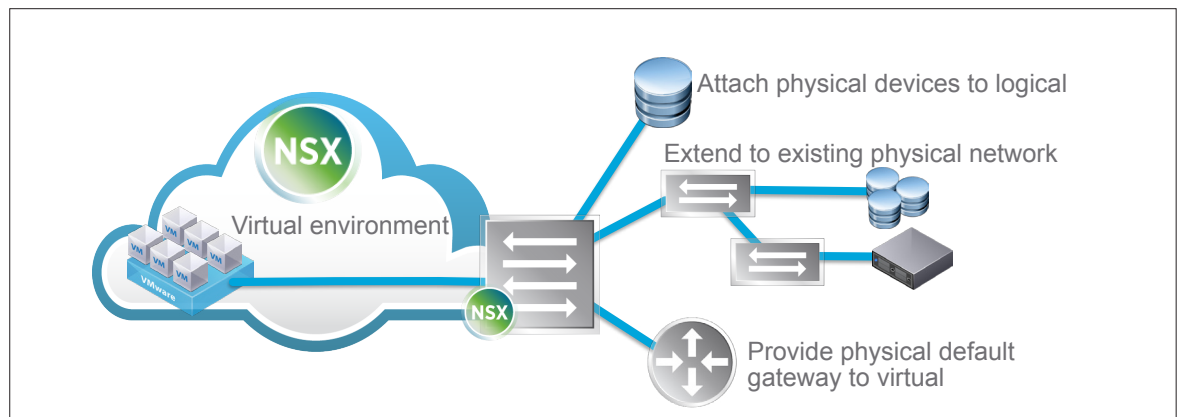 NSX
Virtual environment
VM VM VM
VM VM VM
VMware
NSX
Attach physical devices to logical
Extend to existing physical network
Provide physical default
gateway to virtual